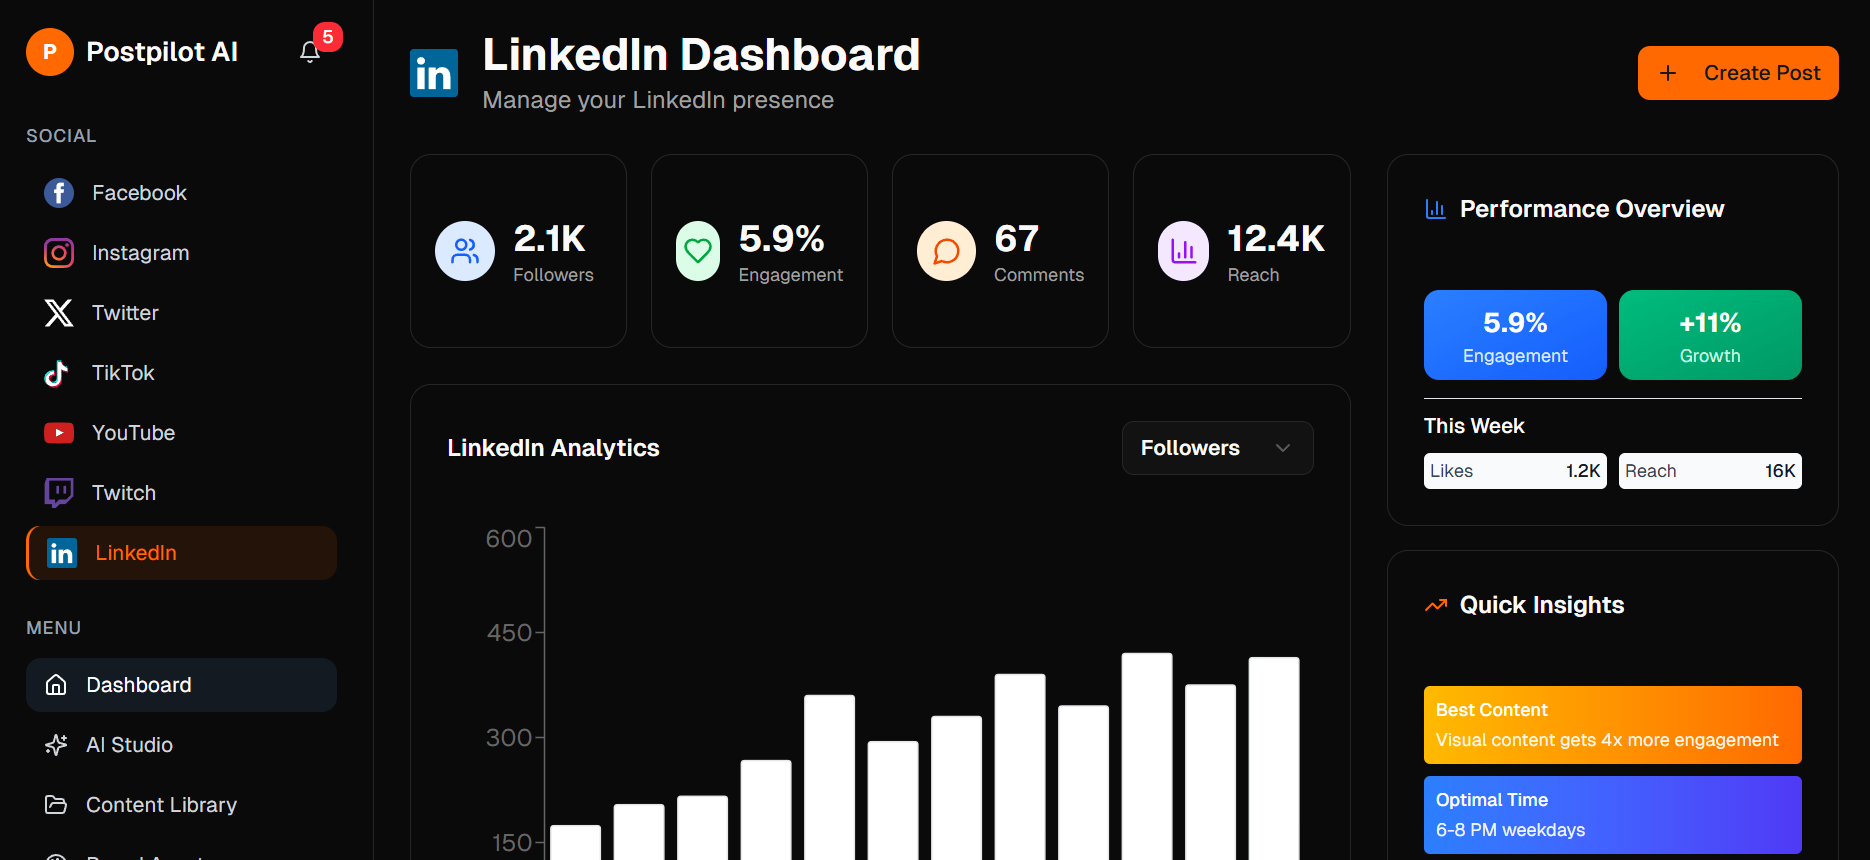 P
Postpilot AI
5
SOCIAL
Facebook
Instagram
Twitter
TikTok
YouTube
Twitch
in
LinkedIn
MENU
Dashboard
AI Studio
Content Library
in
LinkedIn Dashboard
Manage your LinkedIn presence
+ Create Post
2.1K
Followers
5.9%
Engagement
67
Comments
12.4K
Reach
LinkedIn Analytics
Followers
600
450
300
150
Performance Overview
5.9%
Engagement
+11%
Growth
This Week
Likes 1.2K
Reach 16K
Quick Insights
Best Content
Visual content gets 4x more engagement
Optimal Time
6-8 PM weekdays